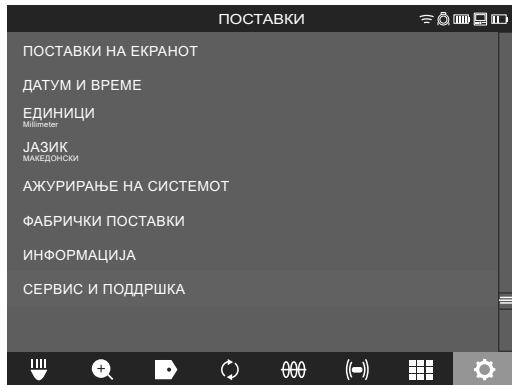 ПОСТАВКИ
ПОСТАВКИ НА ЕКРАНОТ
ДАТУМ И ВРЕМЕ
ЕДИНИЦИ
Millimeter
ЈАЗИК
МАКЕДОНСКИ
АЖУРИРАЊЕ НА СИСТЕМОТ
ФАБРИЧКИ ПОСТАВКИ
ИНФОРМАЦИЈА
СЕРВИС И ПОДДРШКА